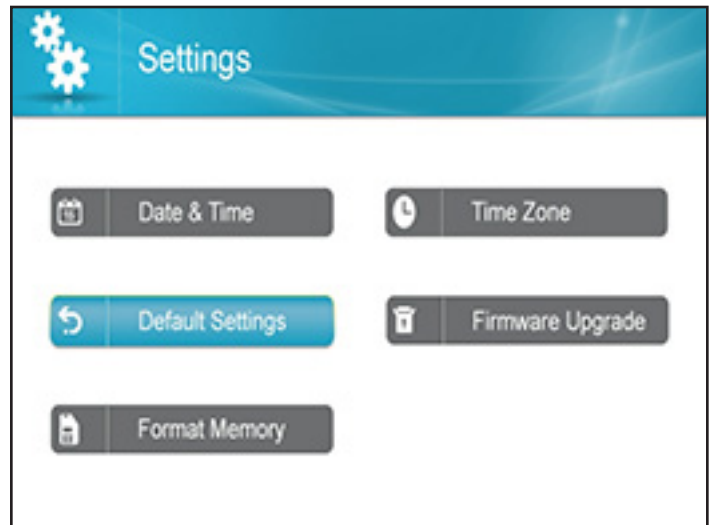 Settings
Date & Time
Time Zone
Default Settings
Firmware Upgrade
Format Memory